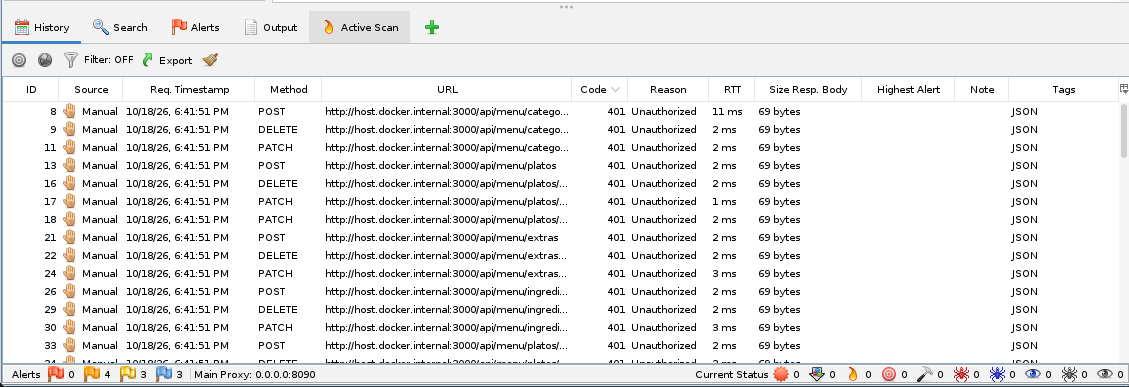 History Search Alerts Output Active Scan
Filter: OFF Export
ID Source Req. Timestamp Method URL Code Reason RTT Size Resp. Body Highest Alert Note Tags
8 Manual 10/18/26, 6:41:51 PM POST http://host.docker.internal:3000/api/menu/catego... 401 Unauthorized 11 ms 69 bytes JSON
9 Manual 10/18/26, 6:41:51 PM DELETE http://host.docker.internal:3000/api/menu/catego... 401 Unauthorized 2 ms 69 bytes JSON
11 Manual 10/18/26, 6:41:51 PM PATCH http://host.docker.internal:3000/api/menu/catego... 401 Unauthorized 2 ms 69 bytes JSON
13 Manual 10/18/26, 6:41:51 PM POST http://host.docker.internal:3000/api/menu/platos 401 Unauthorized 2 ms 69 bytes JSON
16 Manual 10/18/26, 6:41:51 PM DELETE http://host.docker.internal:3000/api/menu/platos/... 401 Unauthorized 2 ms 69 bytes JSON
17 Manual 10/18/26, 6:41:51 PM PATCH http://host.docker.internal:3000/api/menu/platos/... 401 Unauthorized 1 ms 69 bytes JSON
18 Manual 10/18/26, 6:41:51 PM PATCH http://host.docker.internal:3000/api/menu/platos/... 401 Unauthorized 2 ms 69 bytes JSON
21 Manual 10/18/26, 6:41:51 PM POST http://host.docker.internal:3000/api/menu/extras 401 Unauthorized 2 ms 69 bytes JSON
22 Manual 10/18/26, 6:41:51 PM DELETE http://host.docker.internal:3000/api/menu/extras... 401 Unauthorized 2 ms 69 bytes JSON
24 Manual 10/18/26, 6:41:51 PM PATCH http://host.docker.internal:3000/api/menu/extras... 401 Unauthorized 3 ms 69 bytes JSON
26 Manual 10/18/26, 6:41:51 PM POST http://host.docker.internal:3000/api/menu/ingredi... 401 Unauthorized 2 ms 69 bytes JSON
29 Manual 10/18/26, 6:41:51 PM DELETE http://host.docker.internal:3000/api/menu/ingredi... 401 Unauthorized 2 ms 69 bytes JSON
30 Manual 10/18/26, 6:41:51 PM PATCH http://host.docker.internal:3000/api/menu/ingredi... 401 Unauthorized 3 ms 69 bytes JSON
33 Manual 10/18/26, 6:41:51 PM POST http://host.docker.internal:3000/api/menu/platos/... 401 Unauthorized 2 ms 69 bytes JSON
Alerts 0 4 3 3 Main Proxy: 0.0.0.0:8090 Current Status 0 0 0 0 0 0 0 0 0 0